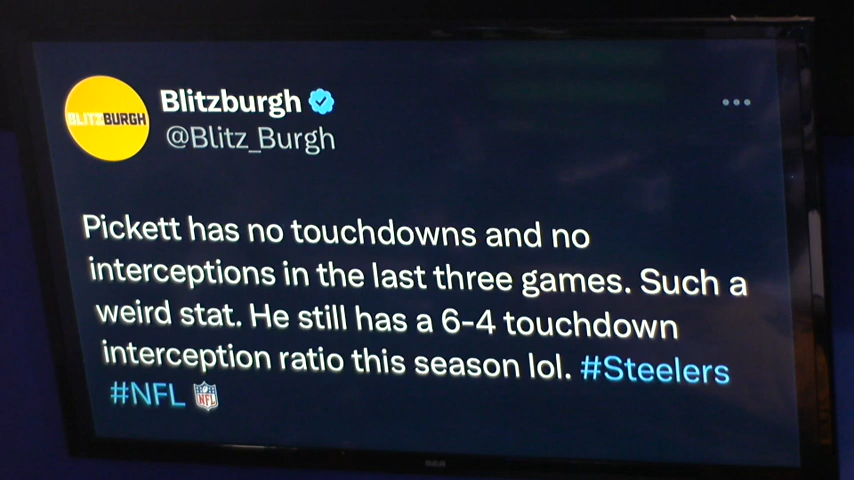 BLITZBURGH
Blitzburgh
@Blitz_Burgh
Pickett has no touchdowns and no
interceptions in the last three games. Such a
weird stat. He still has a 6-4 touchdown
interception ratio this season lol. #Steelers
#NFL
NFL
RCA